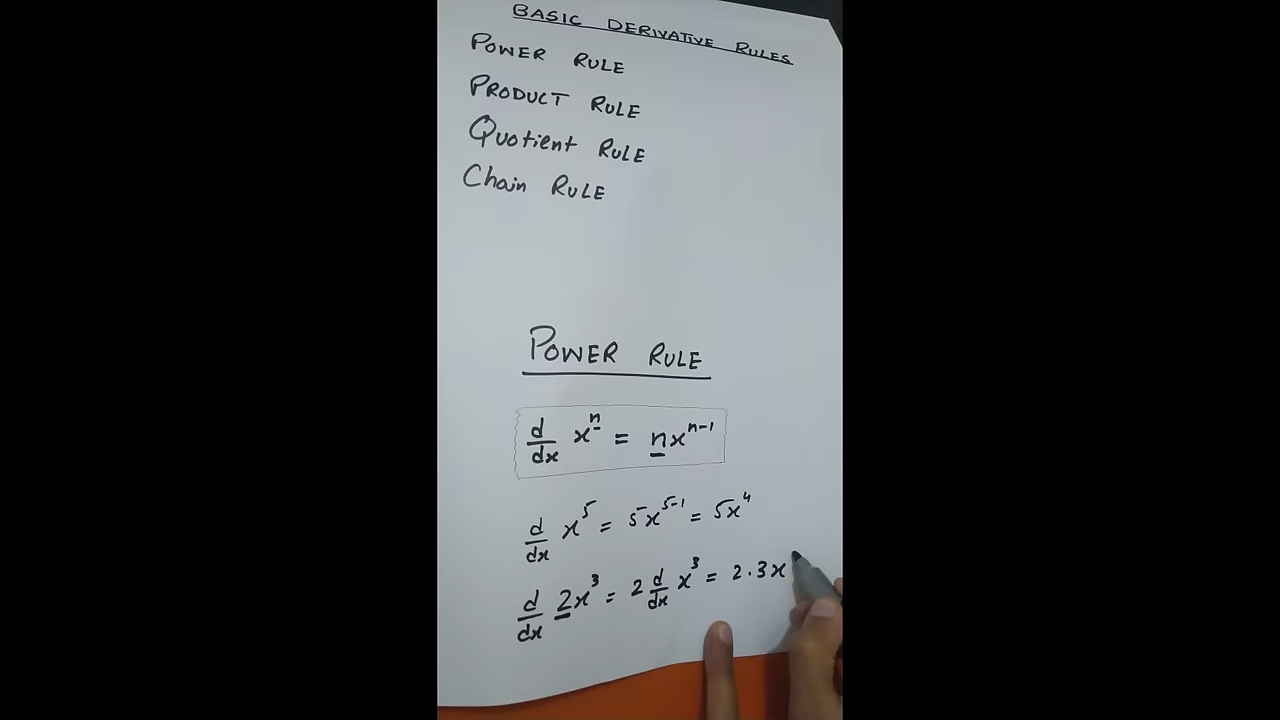 BASIC DERIVATIVE RULES
POWER RULE
PRODUCT RULE
Quotient RULE
Chain RULE
POWER RULE
d/dx x^n = nx^(n-1)
d/dx x^5 = 5x^(5-1) = 5x^4
d/dx 2x^3 = 2 d/dx x^3 = 2.3x